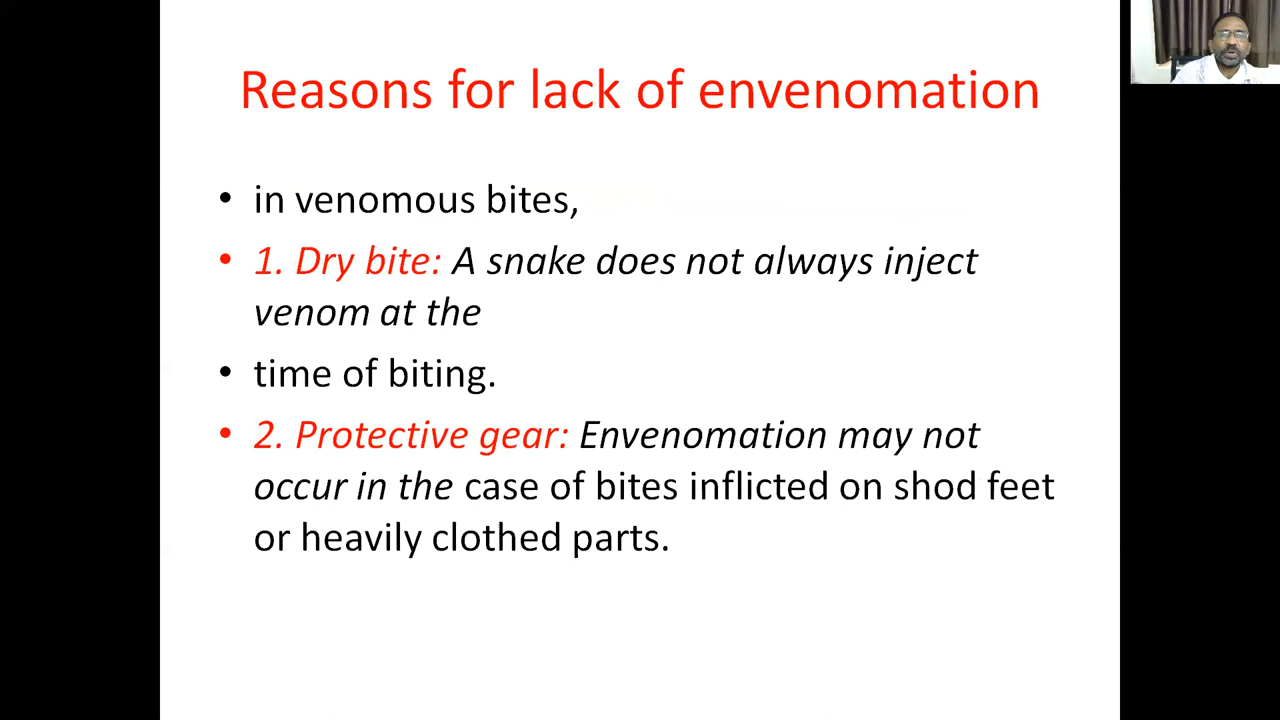 Reasons for lack of envenomation
• in venomous bites,
• 1. Dry bite: A snake does not always inject
venom at the
• time of biting.
• 2. Protective gear: Envenomation may not
occur in the case of bites inflicted on shod feet
or heavily clothed parts.